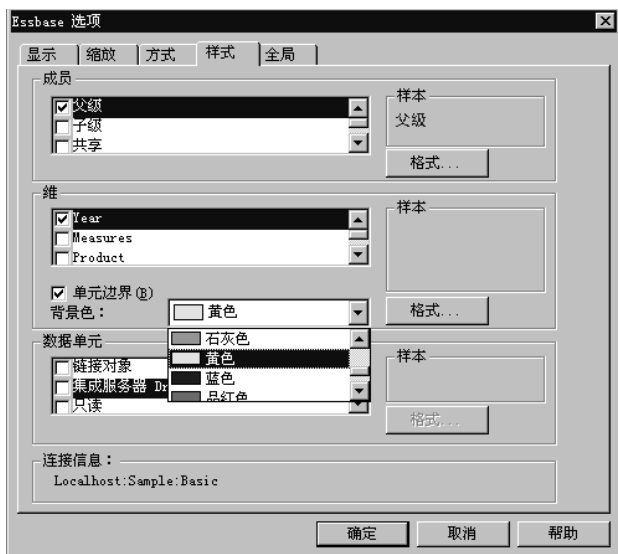 Essbase 选项
显示 缩放 方式 样式 全局
成员
父级
子级
共享
样本
父级
格式...
维
Year
Measures
Product
样本
单元边界(B)
背景色： 黄色
格式...
石灰色
黄色
蓝色
品红色
数据单元
链接对象
集成服务器 Dr
只读
样本
格式...
连接信息：
Localhost:Sample:Basic
确定 取消 帮助